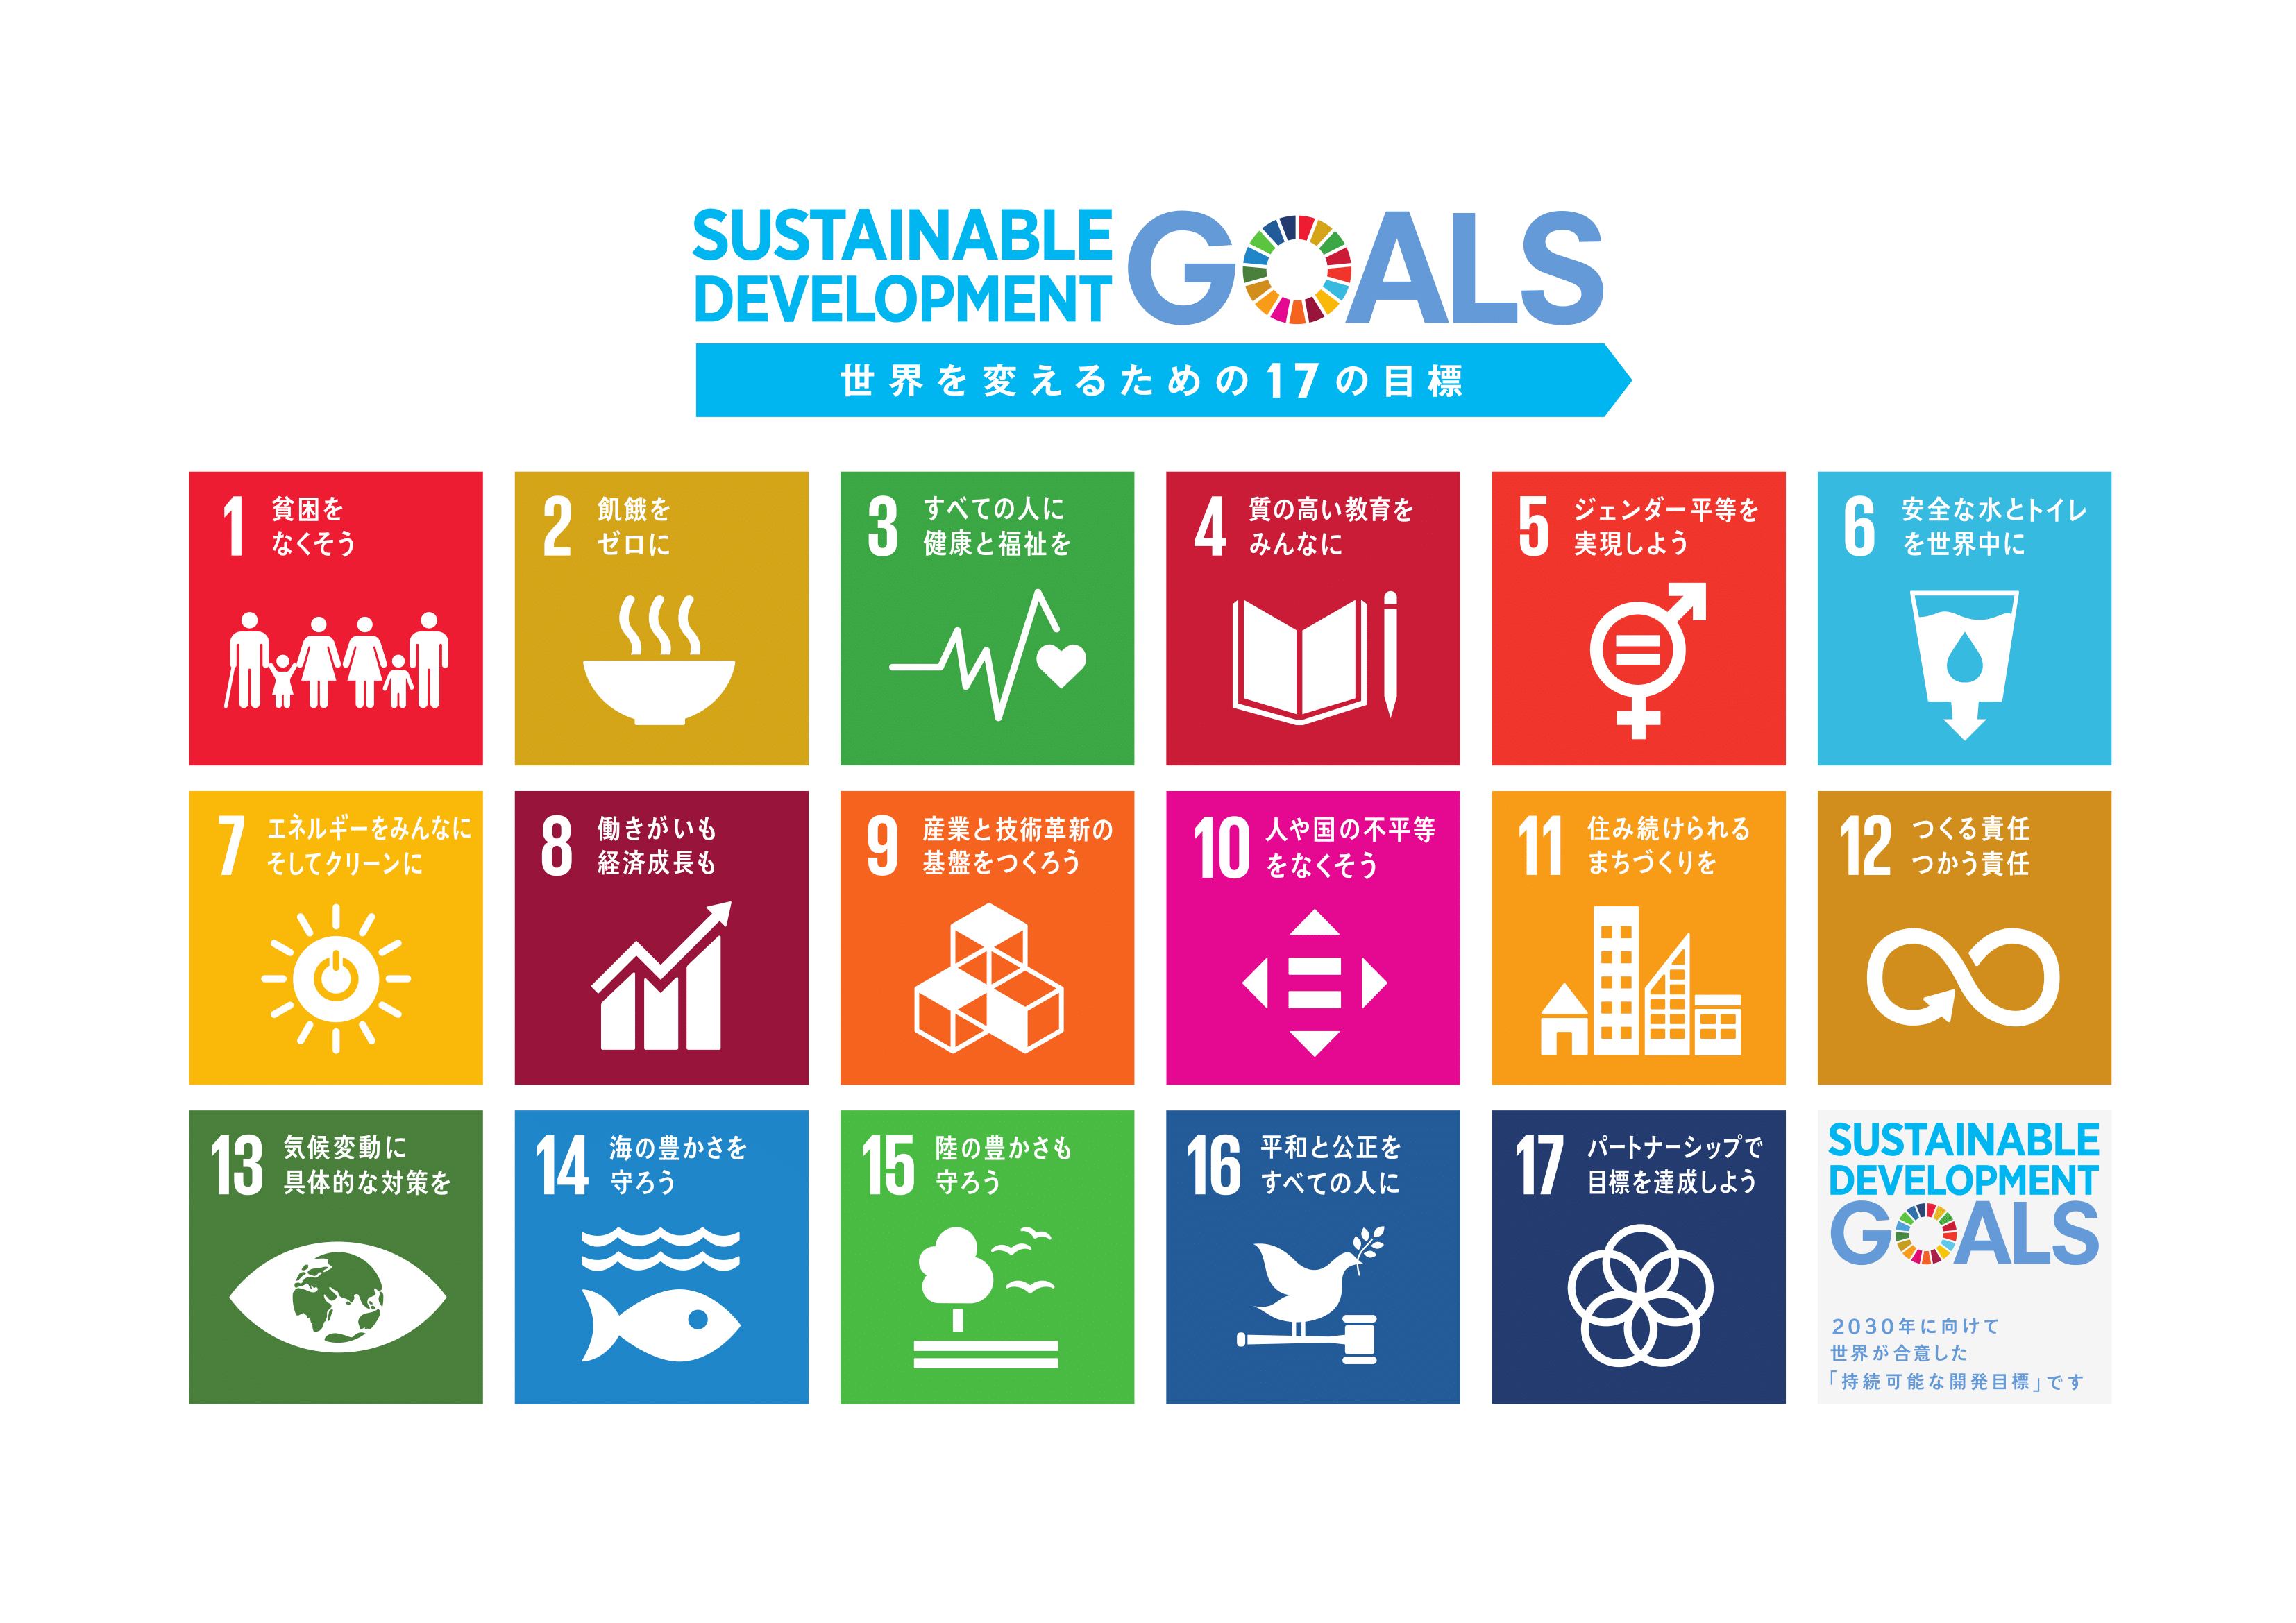 SUSTAINABLE
DEVELOPMENT
GOALS
世界を変えるための17の目標
1
貧困を
なくそう
2
飢餓を
ゼロに
3
すべての人に
健康と福祉を
4
質の高い教育を
みんなに
5
ジェンダー平等を
実現しよう
6
安全な水とトイレ
を世界中に
7
エネルギーをみんなに
そしてクリーンに
8
働きがいも
経済成長も
9
産業と技術革新の
基盤をつくろう
10
人や国の不平等
をなくそう
11
住み続けられる
まちづくりを
12
つくる責任
つかう責任
13
気候変動に
具体的な対策を
14
海の豊かさを
守ろう
15
陸の豊かさも
守ろう
16
平和と公正を
すべての人に
17
パートナーシップで
目標を達成しよう
SUSTAINABLE
DEVELOPMENT
GOALS
2030年に向けて
世界が合意した
「持続可能な開発目標」です